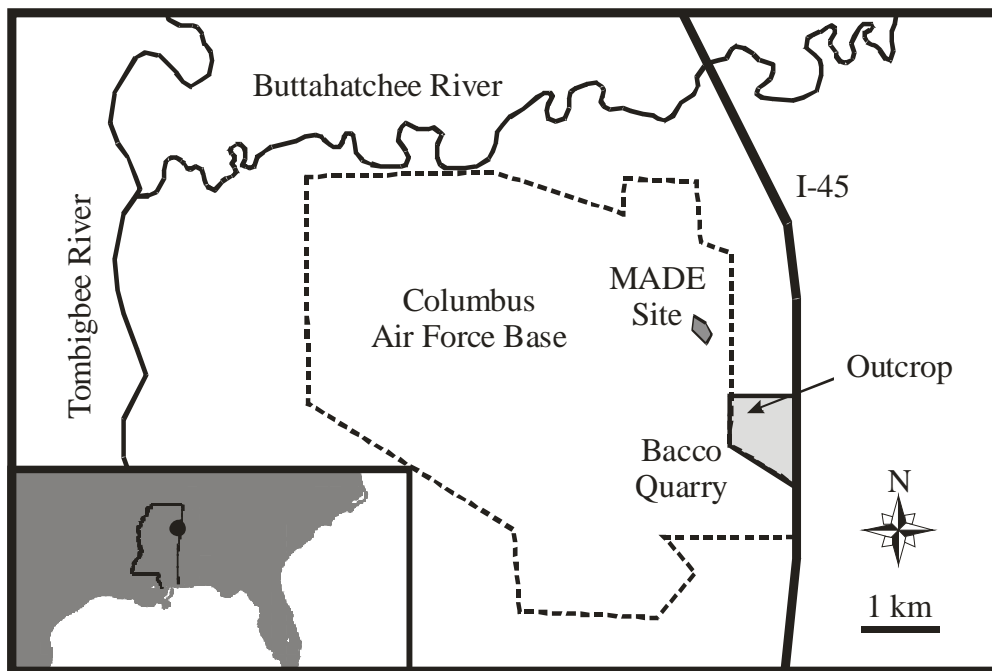 Buttahatchee River
I-45
Tombigbee River
MADE
Site
Columbus
Air Force Base
Outcrop
Bacco
Quarry
N
1 km